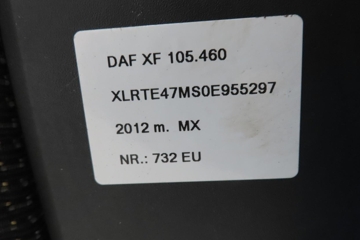 DAF XF 105.460
XLRTE47MS0E955297
2012 m. MX
NR.: 732 EU